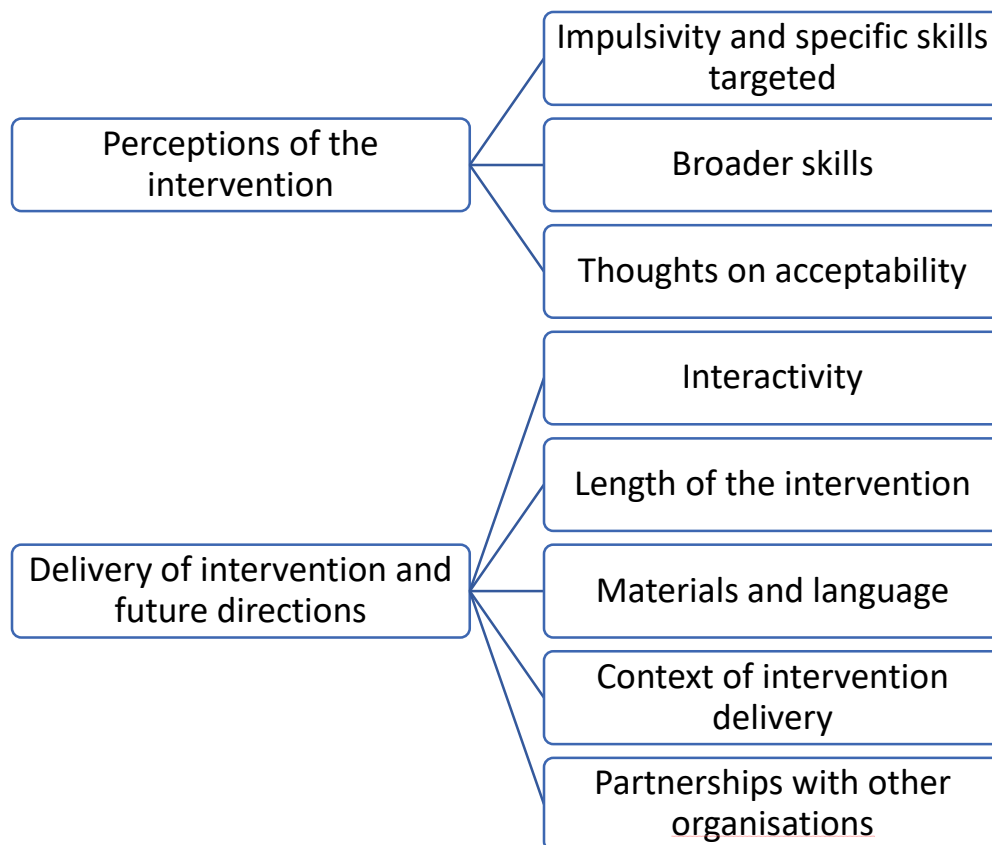 Perceptions of the
intervention
Impulsivity and specific skills
targeted
Broader skills
Thoughts on acceptability
Delivery of intervention and
future directions
Interactivity
Length of the intervention
Materials and language
Context of intervention
delivery
Partnerships with other
organisations